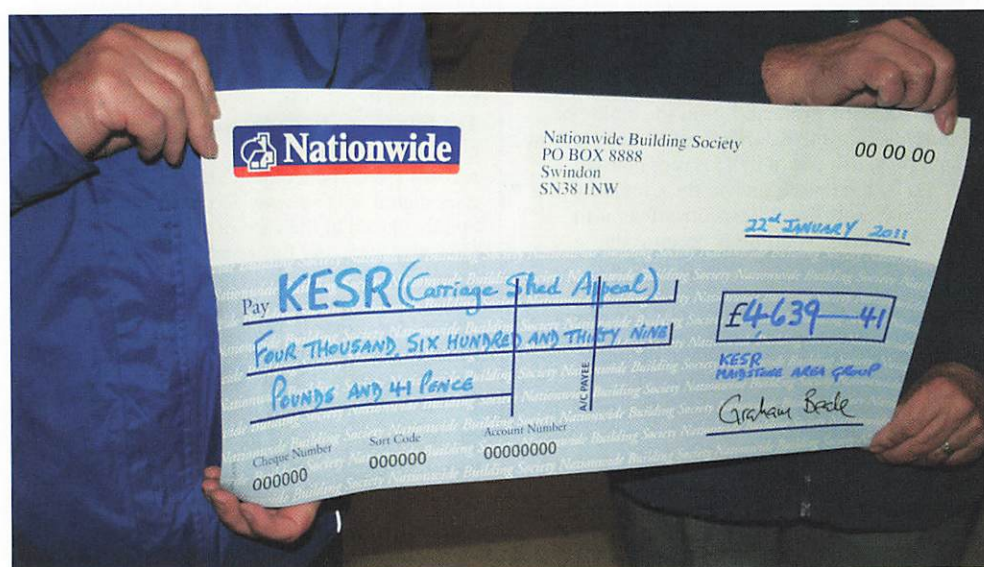 Nationwide
Nationwide Building Society
PO BOX 8888
Swindon
SN38 1NW
00 00 00
22nd JANUARY 2011
Pay KESR (Carriage Shed Appeal)
FOUR THOUSAND, SIX HUNDRED AND THIRTY NINE
POUNDS AND 41 PENCE
£4,639—41
A/C PAYEE
KESR
MAIDSTONE AREA GROUP
Graham
Cheque Number
000000
Sort Code
000000
Account Number
00000000